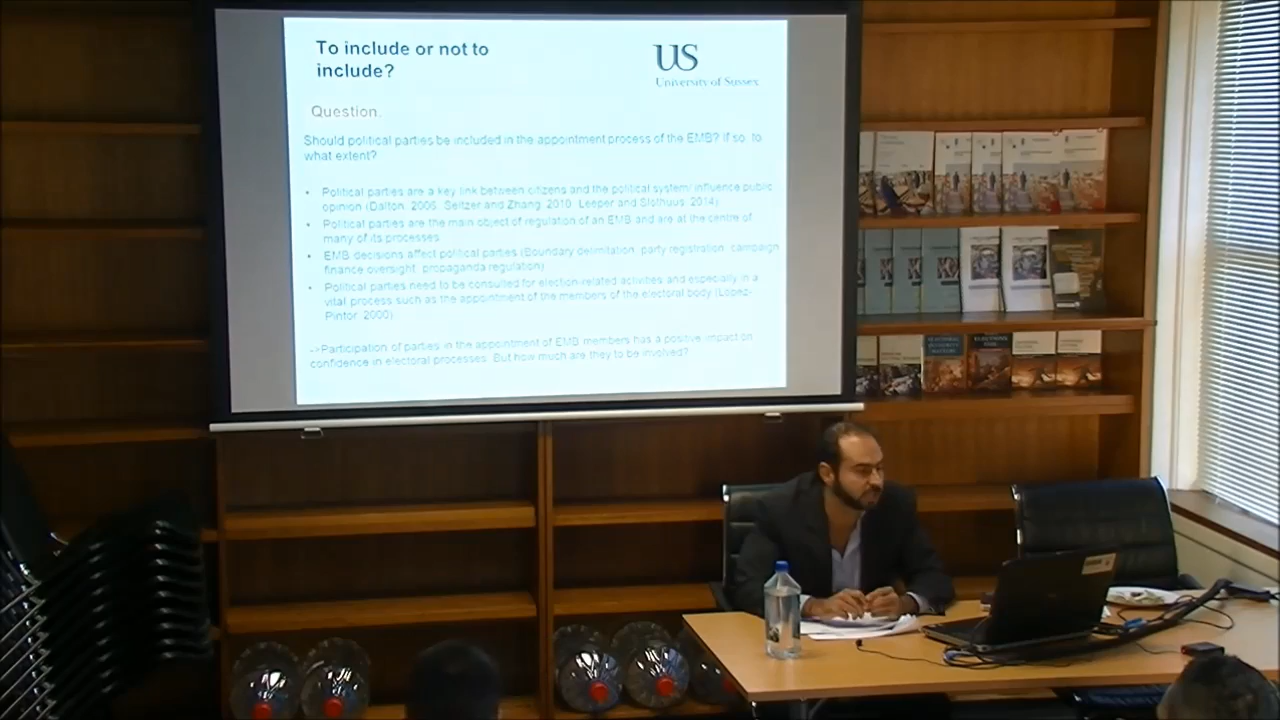 To include or not to
include?
US
University of Sussex
Question.
Should political parties be included in the appointment process of the EMB? If so, to
what extent?
• Political parties are a key link between citizens and the political system/ influence public
opinion (Dalton, 2006, Seltzer and Zhang, 2010, Leeper and Slothuus, 2014)
• Political parties are the main object of regulation of an EMB and are at the centre of
many of its processes
• EMB decisions affect political parties (Boundary delimitation, party registration, campaign
finance oversight, propaganda regulation)
• Political parties need to be consulted for election-related activities and especially in a
vital process such as the appointment of the members of the electoral body (Lopez-
Pintor, 2000)
-->Participation of parties in the appointment of EMB members has a positive impact on
confidence in electoral processes. But how much are they to be involved?